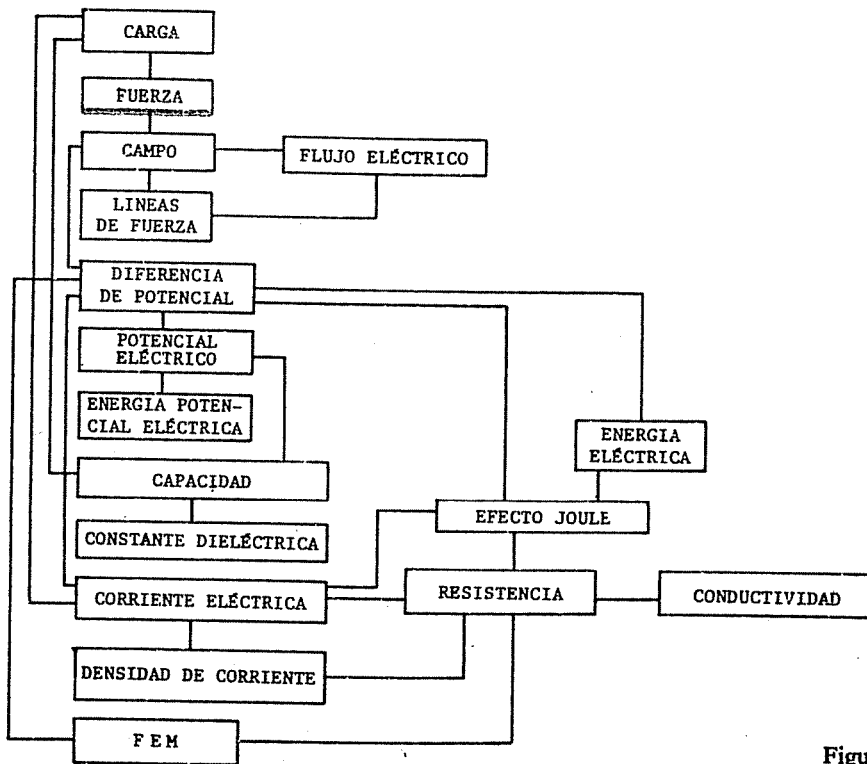 CARGA
FUERZA
CAMPO
FLUJO ELÉCTRICO
LINEAS
DE FUERZA
DIFERENCIA
DE POTENCIAL
POTENCIAL
ELÉCTRICO
ENERGIA POTEN-
CIAL ELÉCTRICA
ENERGIA
ELÉCTRICA
CAPACIDAD
EFECTO JOULE
CONSTANTE DIELÉCTRICA
CORRIENTE ELÉCTRICA
RESISTENCIA
CONDUCTIVIDAD
DENSIDAD DE CORRIENTE
F E M
Figu